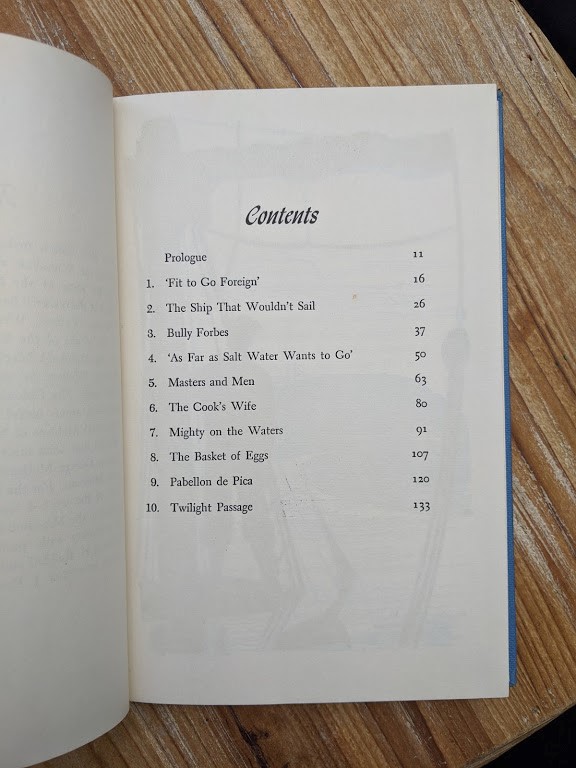 Contents
Prologue 11
1. ‘Fit to Go Foreign’ 16
2. The Ship That Wouldn’t Sail 26
3. Bully Forbes 37
4. ‘As Far as Salt Water Wants to Go’ 50
5. Masters and Men 63
6. The Cook’s Wife 80
7. Mighty on the Waters 91
8. The Basket of Eggs 107
9. Pabellon de Pica 120
10. Twilight Passage 133